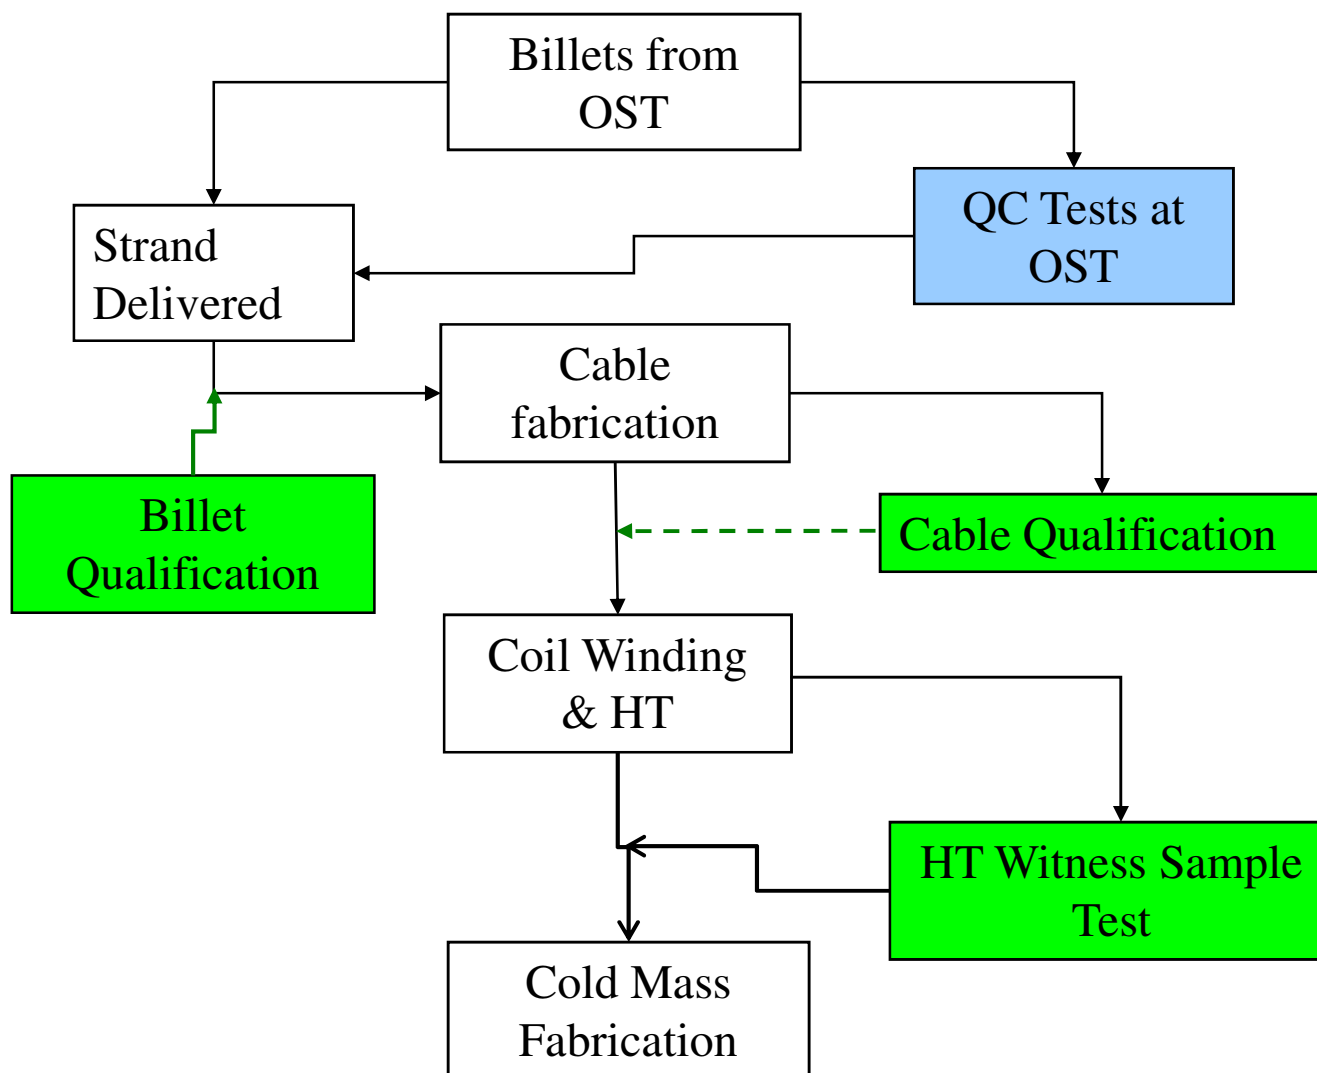 Billets from
OST
QC Tests at
OST
Strand
Delivered
Cable
fabrication
Billet
Qualification
Cable Qualification
Coil Winding
& HT
HT Witness Sample
Test
Cold Mass
Fabrication